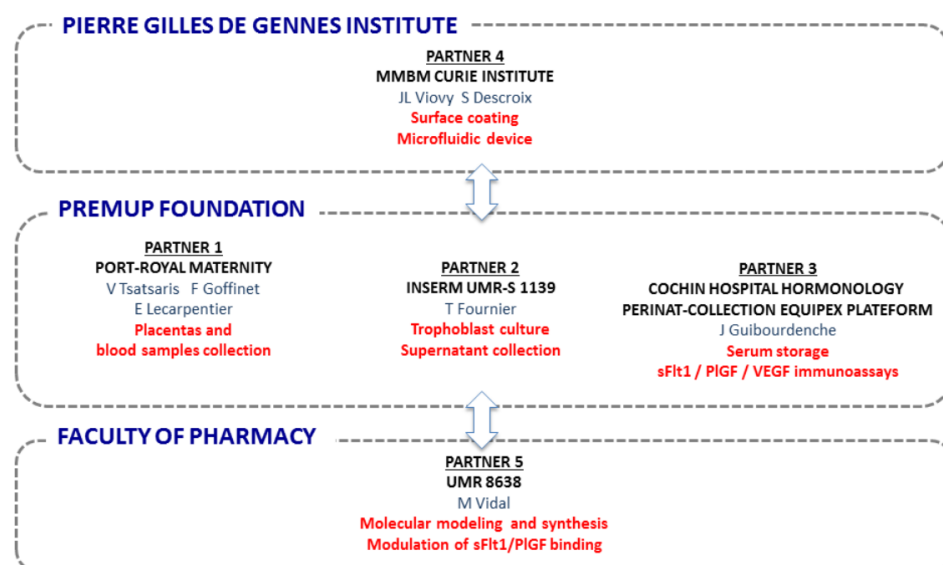 PIERRE GILLES DE GENNES INSTITUTE
PARTNER 4
MMBM CURIE INSTITUTE
JL Viovy S Descroix
Surface coating
Microfluidic device
PREMUP FOUNDATION
PARTNER 1
PORT-ROYAL MATERNITY
V Tsatsaris F Goffinet
E Lecarpentier
Placentas and
blood samples collection
PARTNER 2
INSERM UMR-S 1139
T Fournier
Trophoblast culture
Supernatant collection
PARTNER 3
COCHIN HOSPITAL HORMONOLOGY
PERINAT-COLLECTION EQUIPEX PLATEFORM
J Guibourdenche
Serum storage
sFlt1 / PlGF / VEGF immunoassays
FACULTY OF PHARMACY
PARTNER 5
UMR 8638
M Vidal
Molecular modeling and synthesis
Modulation of sFlt1/PlGF binding